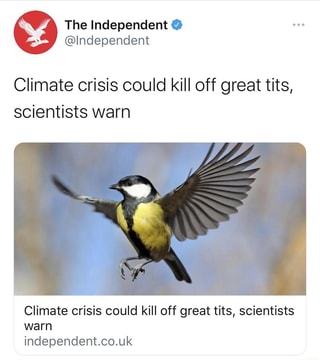 The Independent
@Independent
Climate crisis could kill off great tits,
scientists warn
Climate crisis could kill off great tits, scientists
warn
independent.co.uk